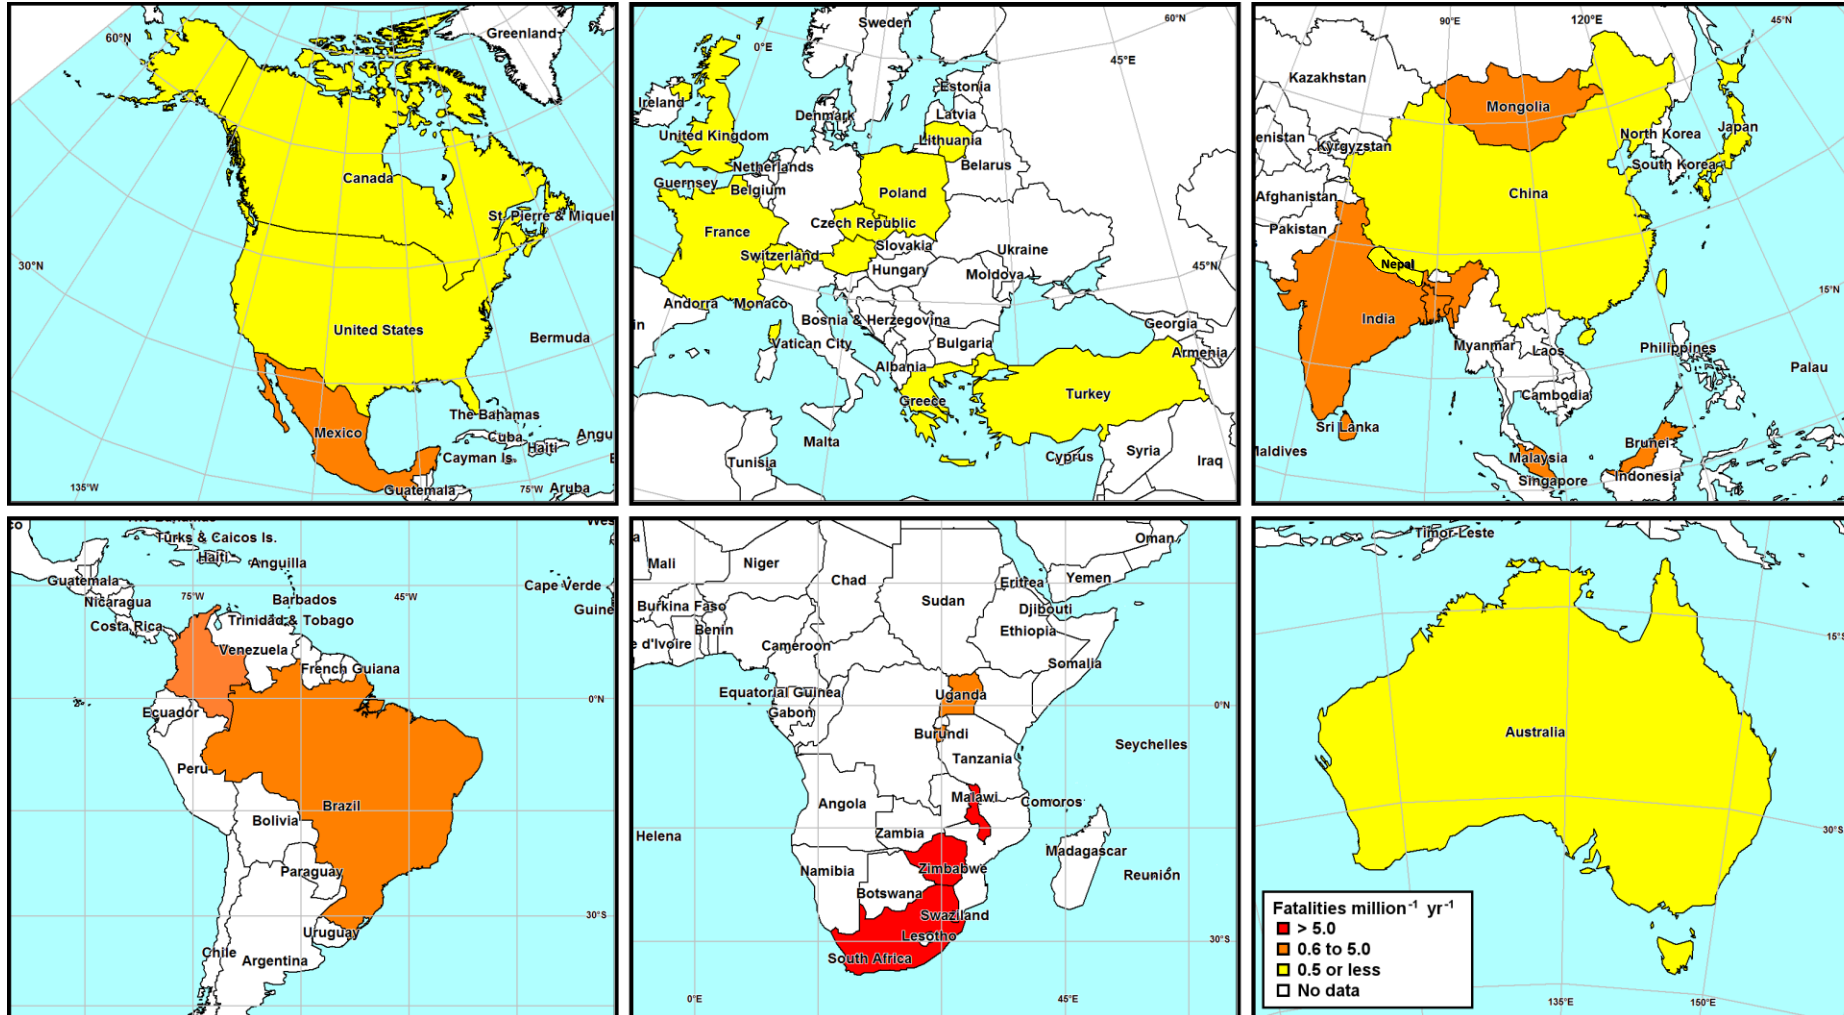 60°N
Greenland
Canada
St. Pierre & Miquel
30°N
United States
Bermuda
The Bahamas
Mexico
Cuba
Angu
Haiti
Cayman Is.
135°W
Guatemala
75°W
Aruba
Sweden
60°N
0°E
45°E
Estonia
Ireland
Denmark
Latvia
United Kingdom
Lithuania
Netherlands
Belarus
Guernsey
Belgium
Poland
France
Czech Republic
Slovakia
Ukraine
Switzerland
Hungary
Moldova
45°N
Andorra
Monaco
in
Bosnia & Herzegovina
Georgia
Vatican City
Bulgaria
Armenia
Albania
Turkey
Greece
Malta
Syria
Cyprus
Tunisia
Iraq
90°E
120°E
45°N
Kazakhstan
Mongolia
enistan
North Korea
Japan
Kyrgyzstan
South Korea
Afghanistan
China
Pakistan
Nepal
15°N
India
Myanmar
Laos
Philippines
Palau
Cambodia
Sri Lanka
Brunei
Maldives
Malaysia
Singapore
Indonesia
The Bahamas
Turks & Caicos Is.
Haiti
Anguilla
Guatemala
Cape Verde
75°W
45°W
Nicaragua
Barbados
Guine
Costa Rica
Trinidad & Tobago
Venezuela
French Guiana
0°N
Ecuador
Peru
Brazil
Bolivia
Paraguay
30°S
Uruguay
Chile
Argentina
Oman
Mali
Niger
Chad
Yemen
Eritrea
Sudan
Burkina Faso
Djibouti
Benin
Ethiopia
e d'Ivoire
Cameroon
Somalia
Equatorial Guinea
Uganda
Gabon
0°N
Burundi
Seychelles
Tanzania
Malawi
Angola
Comoros
Helena
Zambia
Madagascar
Namibia
Zimbabwe
Reunión
Botswana
Swaziland
Lesotho
30°S
South Africa
0°E
45°E
Timor-Leste
15°S
Australia
30°S
Fatalities million⁻¹ yr⁻¹
> 5.0
0.6 to 5.0
0.5 or less
No data
135°E
150°E